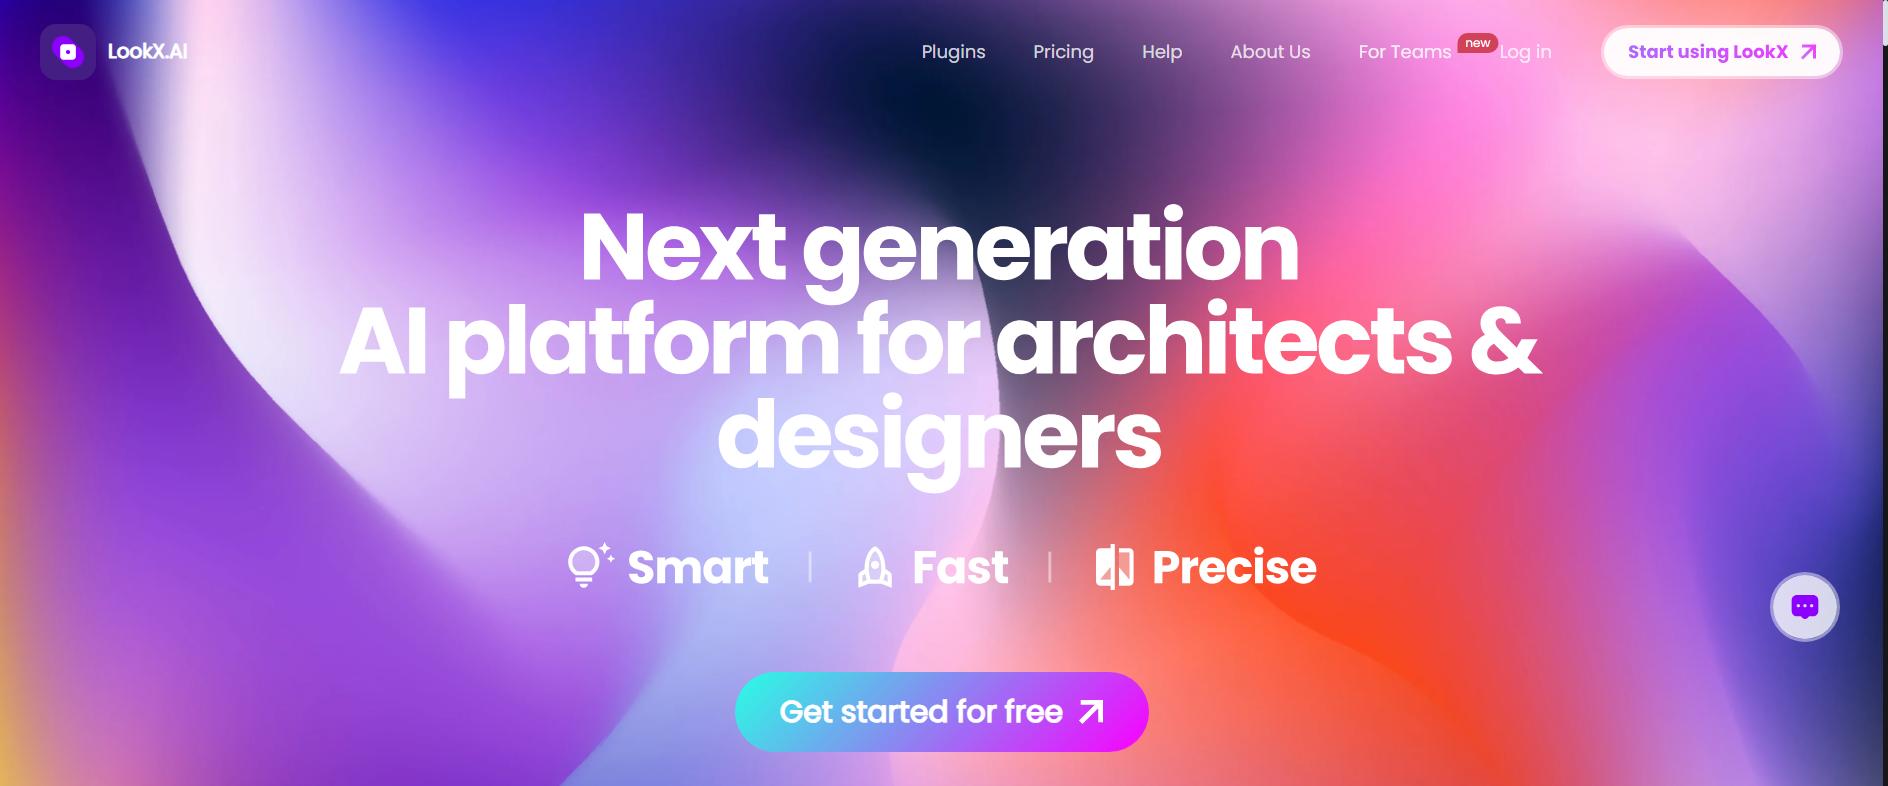 LookX.AI
Plugins
Pricing
Help
About Us
For Teams
new
Log in
Start using LookX
Next generation
AI platform for architects &
designers
Smart
Fast
Precise
Get started for free